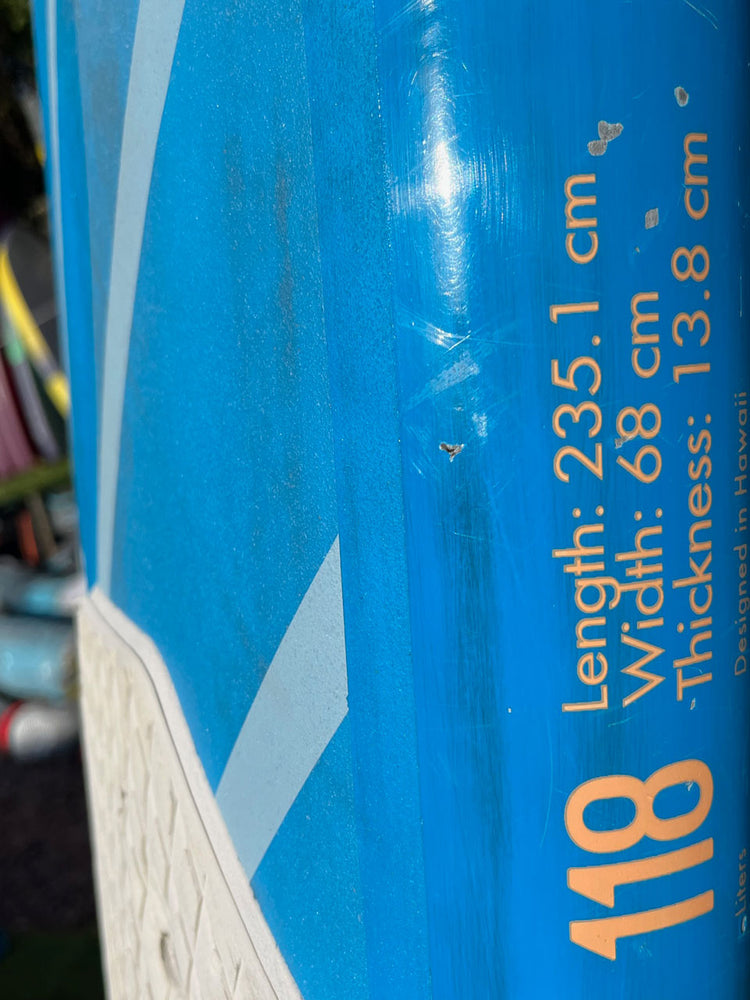 118
Length: 235.1 cm
Width: 68 cm
Thickness: 13.8 cm
Liters
Designed in Hawaii